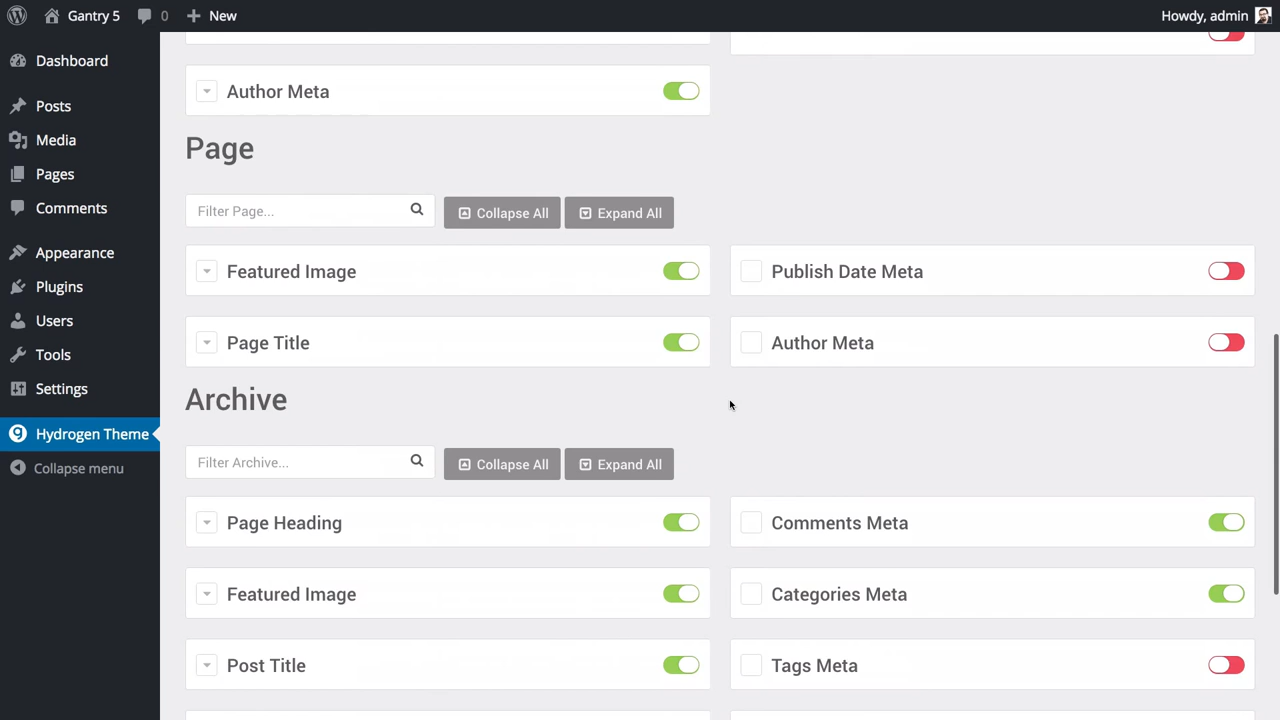 Gantry 5
0
New
Howdy, admin
Dashboard
Posts
Media
Pages
Comments
Appearance
Plugins
Users
Tools
Settings
Hydrogen Theme
Collapse menu
Author Meta
Page
Filter Page...
Collapse All
Expand All
Featured Image
Publish Date Meta
Page Title
Author Meta
Archive
Filter Archive...
Collapse All
Expand All
Page Heading
Comments Meta
Featured Image
Categories Meta
Post Title
Tags Meta